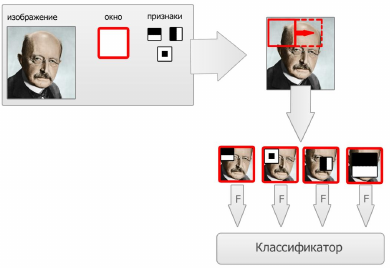 изображение
окно
признаки
F
F
F
F
Классификатор